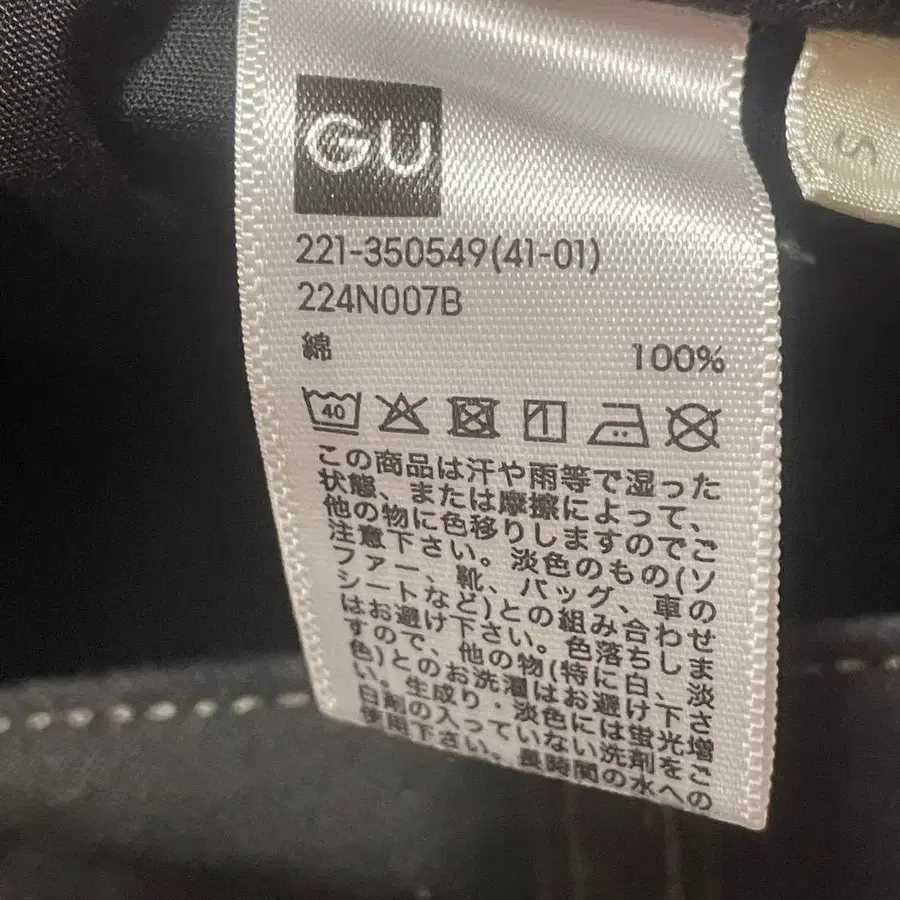 GU
221-350549(41-01)
224N007B
綿 100%
40
この商品は汗や雨等で湿った
状態、または摩擦によって、
他の物に色移りしますのでご
注意下さい。淡色のもの(ソ
ファー、靴、バッグ、車の
シートなど)との組み合わせ
はお避け下さい。色落ちしま
すので、他の物(特に白、淡
色)とのお洗濯はお避け下さ
い。生成り・淡色には蛍光増
白剤の入っていない洗剤をご
使用下さい。長時間の水への
S